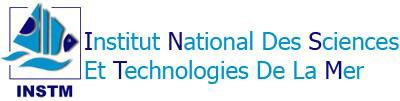 Institut National Des Sciences
Et Technologies De La Mer
INSTM